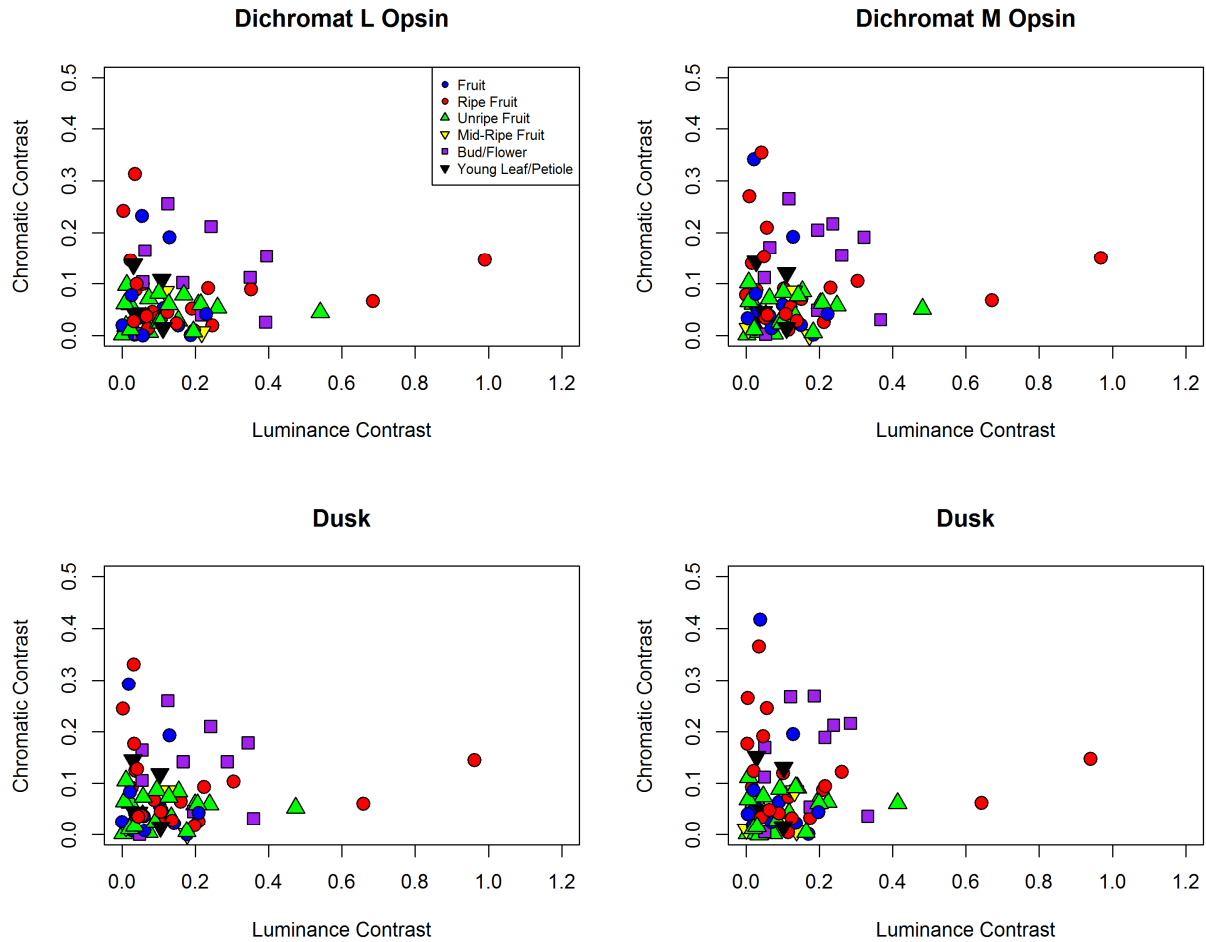 Dichromat L Opsin
Chromatic Contrast
0.5
0.4
0.3
0.2
0.1
0.0
Fruit
Ripe Fruit
Unripe Fruit
Mid-Ripe Fruit
Bud/Flower
Young Leaf/Petiole
0.0 0.2 0.4 0.6 0.8 1.0 1.2
Luminance Contrast
Dichromat M Opsin
Chromatic Contrast
0.5
0.4
0.3
0.2
0.1
0.0
0.0 0.2 0.4 0.6 0.8 1.0 1.2
Luminance Contrast
Dusk
Chromatic Contrast
0.5
0.4
0.3
0.2
0.1
0.0
0.0 0.2 0.4 0.6 0.8 1.0 1.2
Luminance Contrast
Dusk
Chromatic Contrast
0.5
0.4
0.3
0.2
0.1
0.0
0.0 0.2 0.4 0.6 0.8 1.0 1.2
Luminance Contrast